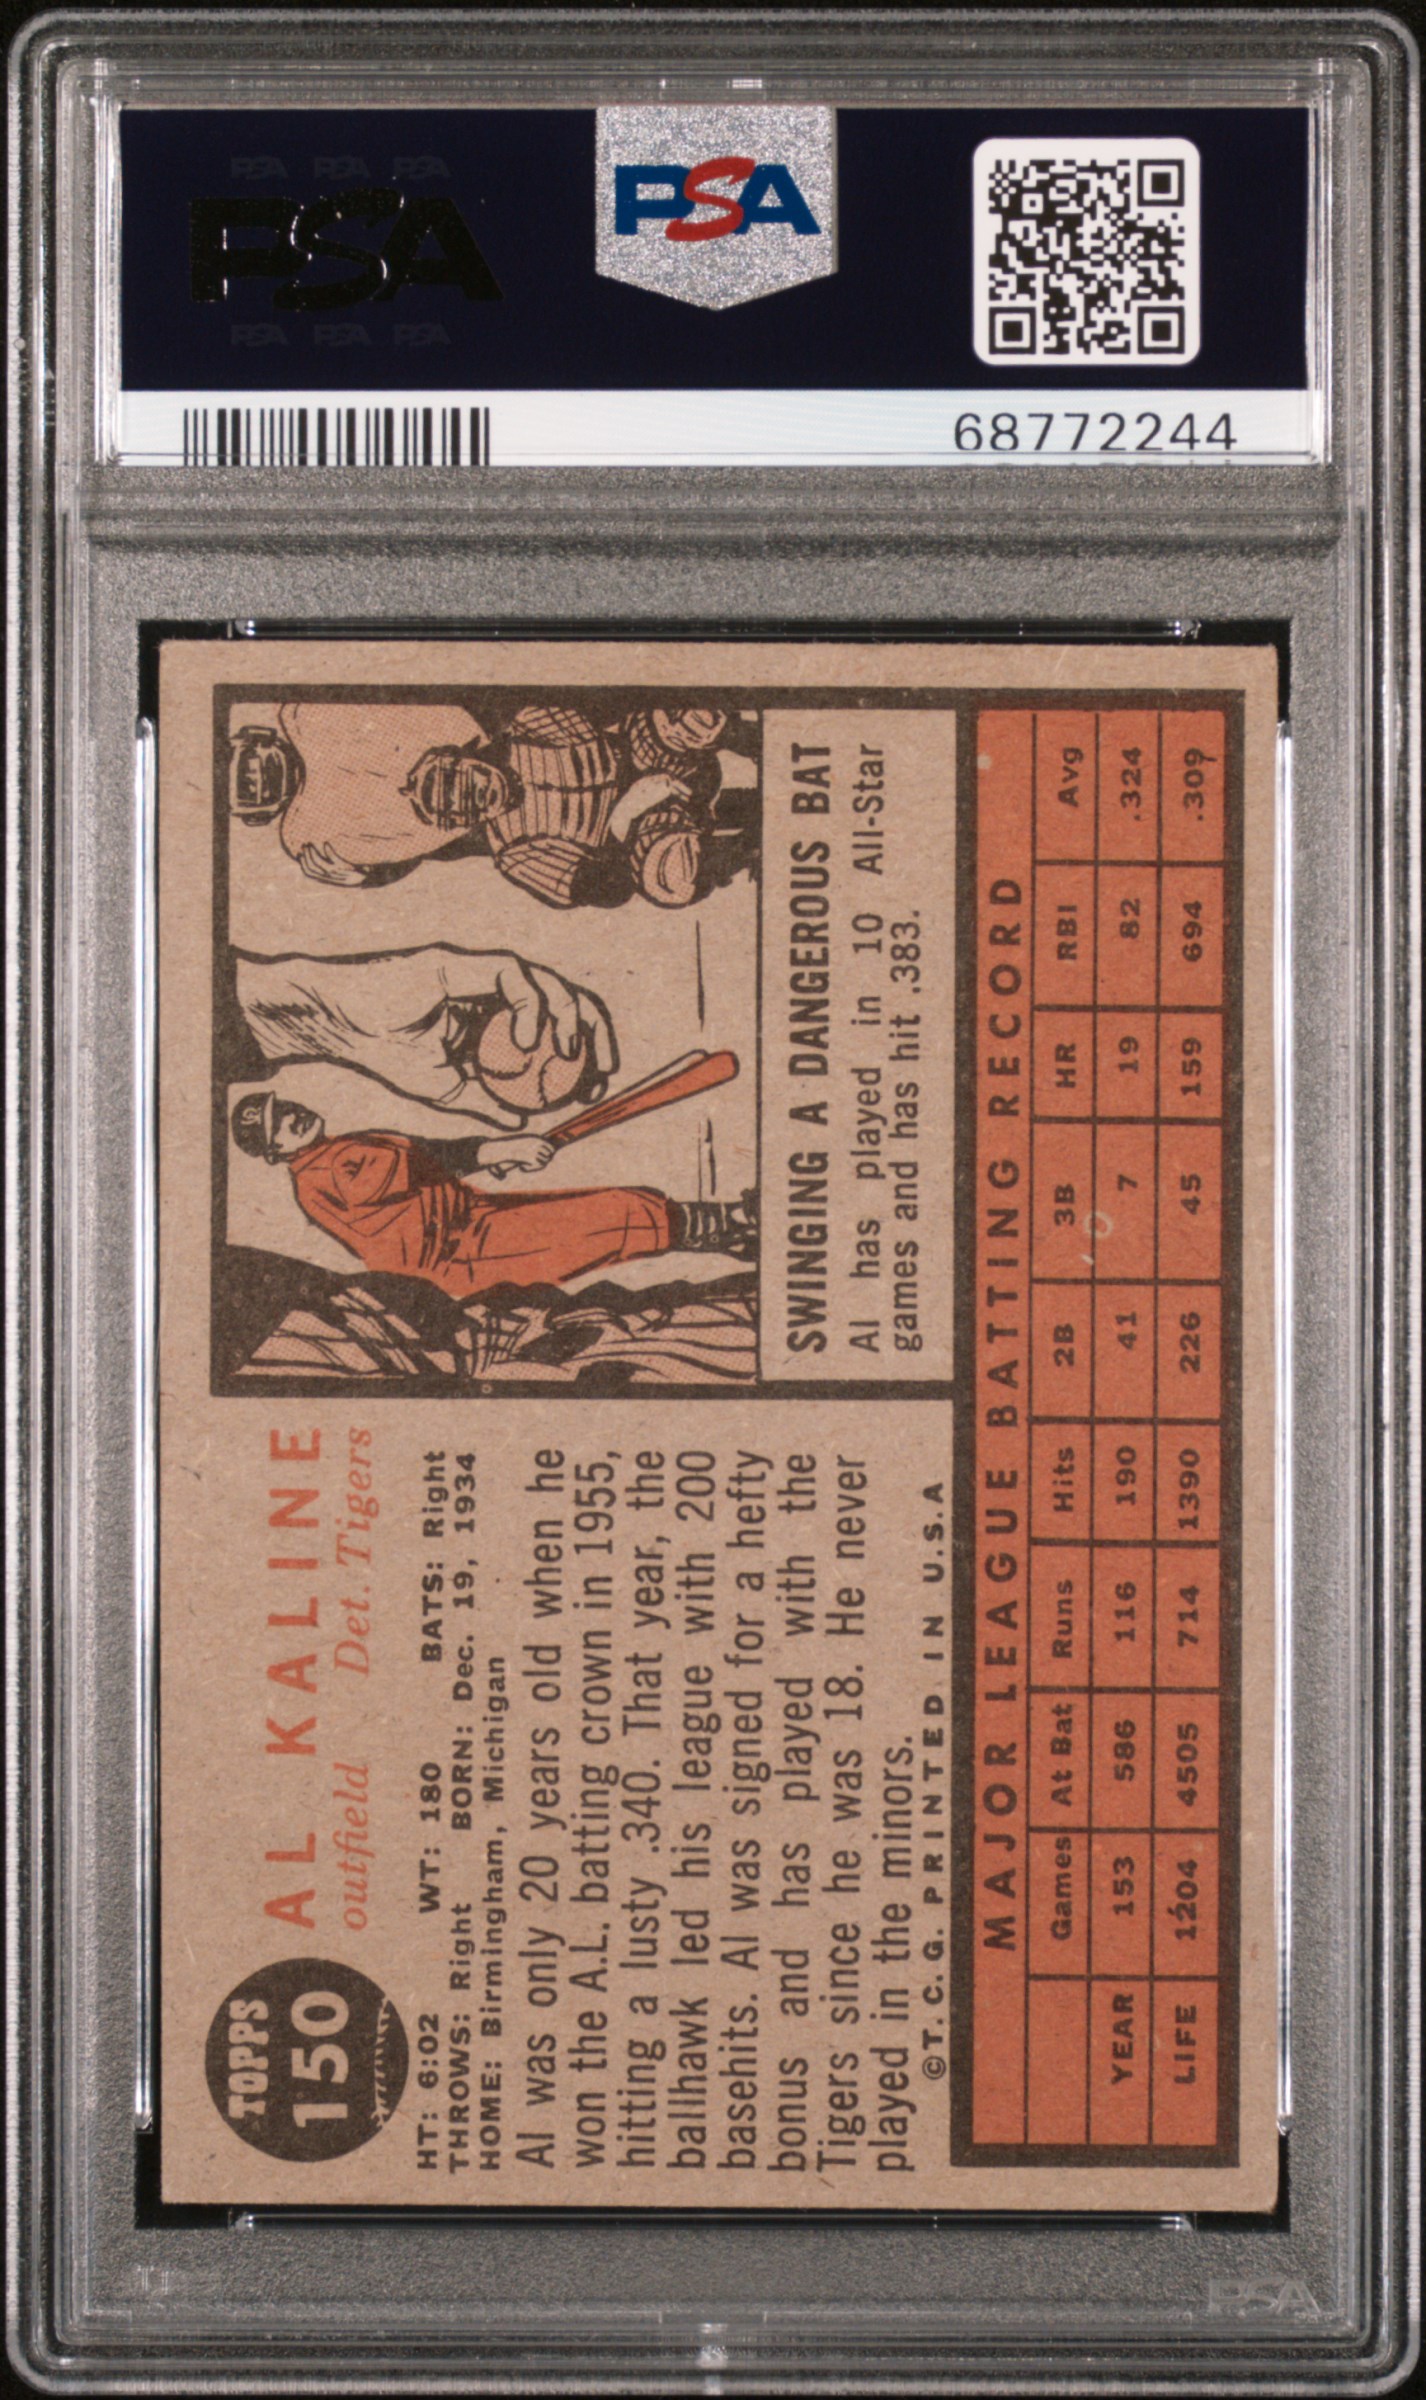 PSA PSA PSA
PSA
PSA PSA PSA
PSA
68772244
TOPPS
150
AL KALINE
outfield Det. Tigers
HT: 6:02 WT: 180 BATS: Right
THROWS: Right BORN: Dec. 19, 1934
HOME: Birmingham, Michigan
Al was only 20 years old when he
won the A.L. batting crown in 1955,
hitting a lusty .340. That year, the
ballhawk led his league with 200
basehits. Al was signed for a hefty
bonus and has played with the
Tigers since he was 18. He never
played in the minors.
©T. C. G. PRINTED IN U.S.A
SWINGING A DANGEROUS BAT
Al has played in 10 All-Star
games and has hit .383.
MAJOR LEAGUE BATTING RECORD
Games At Bat Runs Hits 2B 3B HR RBI Avg
YEAR 153 586 116 190 41 7 19 82 .324
LIFE 1204 4505 714 1390 226 45 159 694 .309
PSA